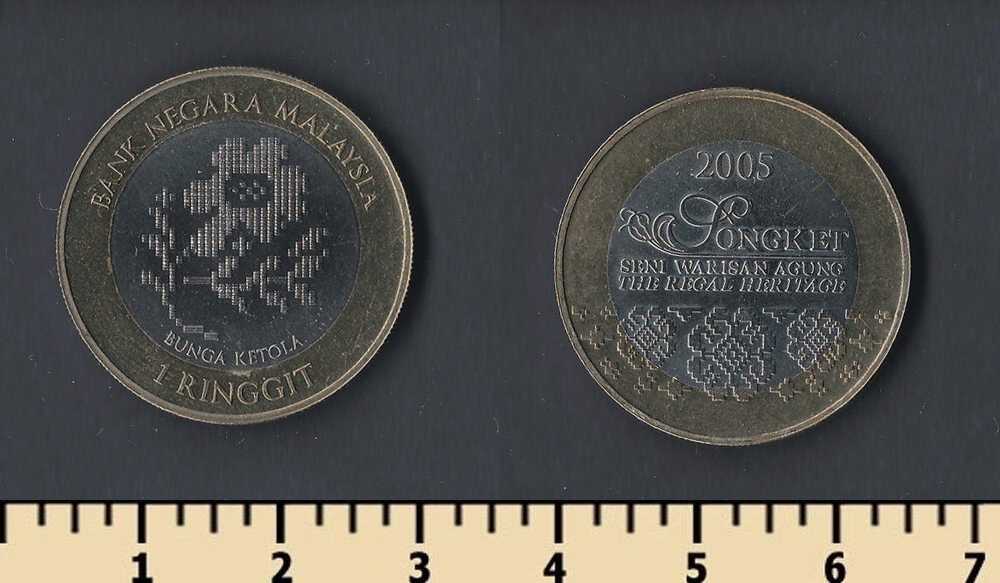 BANK NEGARA MALAYSIA
BUNGA KETOLA
1 RINGGIT
2005
SONGKET
SENI WARISAN AGUNG
THE REGAL HERITAGE
1 2 3 4 5 6 7